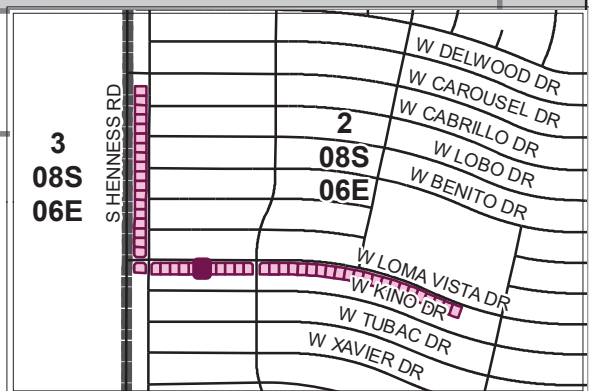 W DELWOOD DR
W CAROUSEL DR
W CABRILLO DR
W LOBO DR
W BENITO DR
2
08S
06E
3
08S
06E
S HENNESS RD
W LOMA VISTA DR
W KINO DR
W TUBAC DR
W XAVIER DR